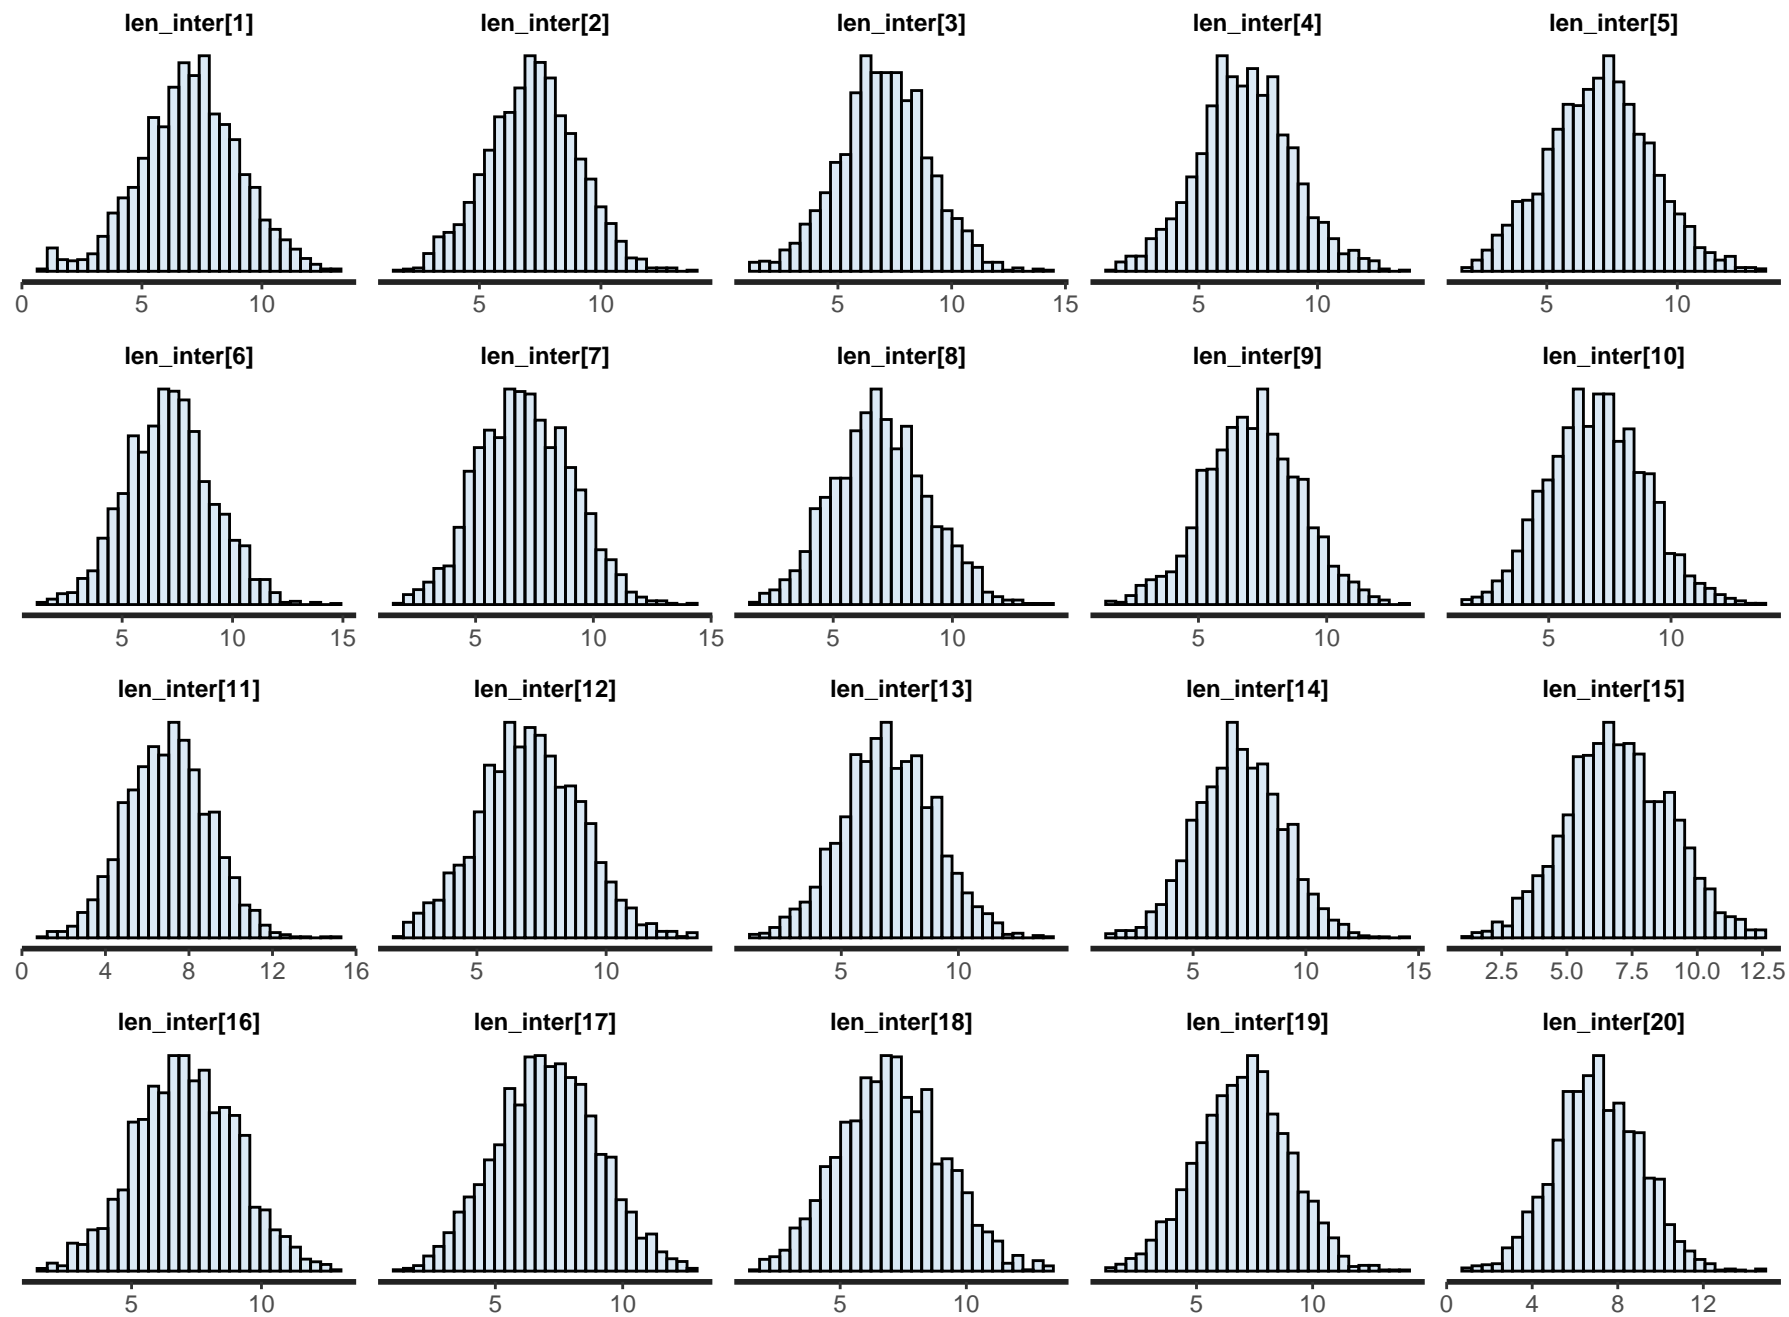 len_inter[1] len_inter[2] len_inter[3] len_inter[4] len_inter[5]
0 5 10 5 10 5 10 15 5 10 5 10
len_inter[6] len_inter[7] len_inter[8] len_inter[9] len_inter[10]
5 10 15 5 10 15 5 10 5 10 5 10
len_inter[11] len_inter[12] len_inter[13] len_inter[14] len_inter[15]
0 4 8 12 16 5 10 5 10 5 10 15 2.5 5.0 7.5 10.0 12.5
len_inter[16] len_inter[17] len_inter[18] len_inter[19] len_inter[20]
5 10 5 10 5 10 5 10 0 4 8 12